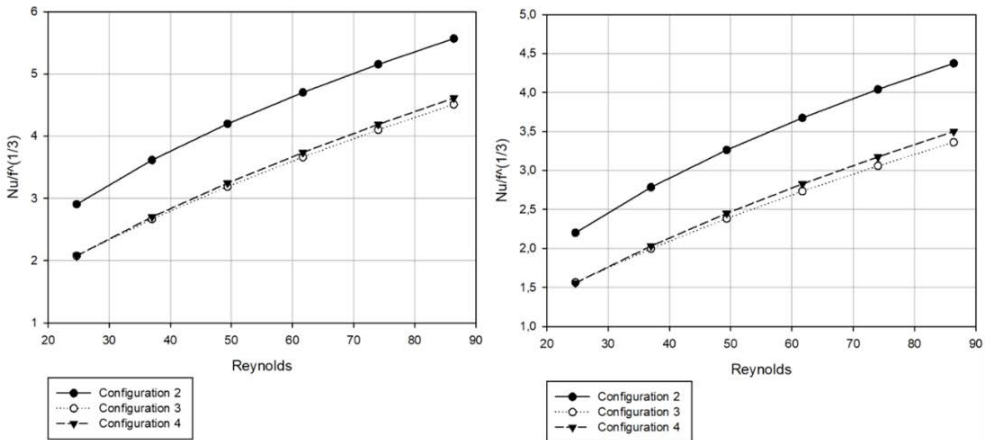 6
5
4
3
2
1
Nu/f^(1/3)
20 30 40 50 60 70 80 90
Reynolds
Configuration 2
Configuration 3
Configuration 4
5,0
4,5
4,0
3,5
3,0
2,5
2,0
1,5
1,0
Nu/f^(1/3)
20 30 40 50 60 70 80 90
Reynolds
Configuration 2
Configuration 3
Configuration 4